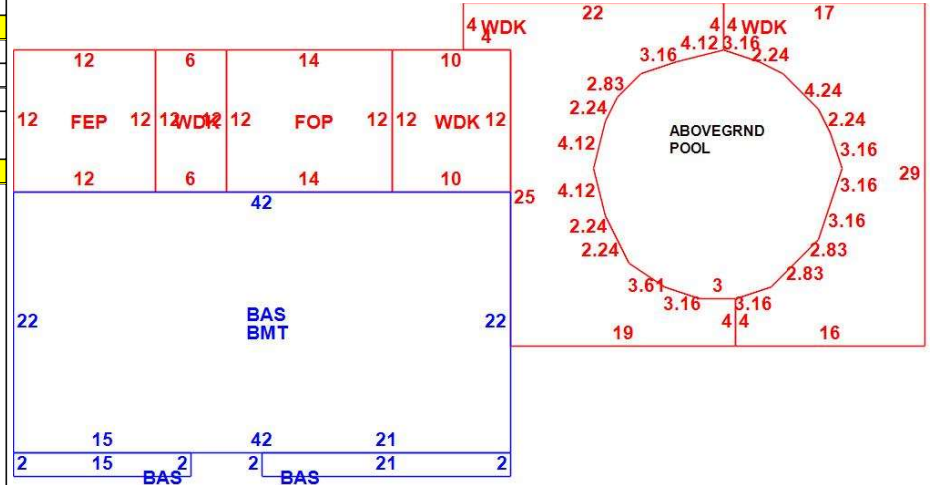 22 17
4 WDK 4 4 WDK
4
4.12 3.16
12 6 14 10 3.16 2.24
2.83 4.24
2.24 2.24
12 FEP 12 12 WDK 12 12 FOP 12 12 WDK 12
ABOVEGRND
POOL
4.12 3.16
29
12 6 14 10
4.12 3.16
25
42
2.24 3.16
2.24 2.83
2.83
3.61 3
3.16 3.16
BAS
22 22
BMT
4 4
19 16
15 42 21
2 15 2 2 21 2
BAS BAS